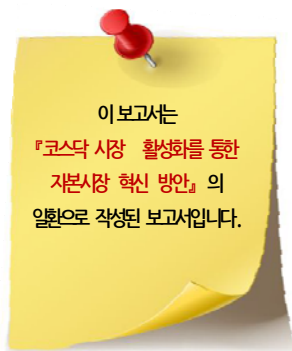 이 보고서는
『코스닥 시장 활성화를 통한
자본시장 혁신 방안』의
일환으로 작성된 보고서입니다.